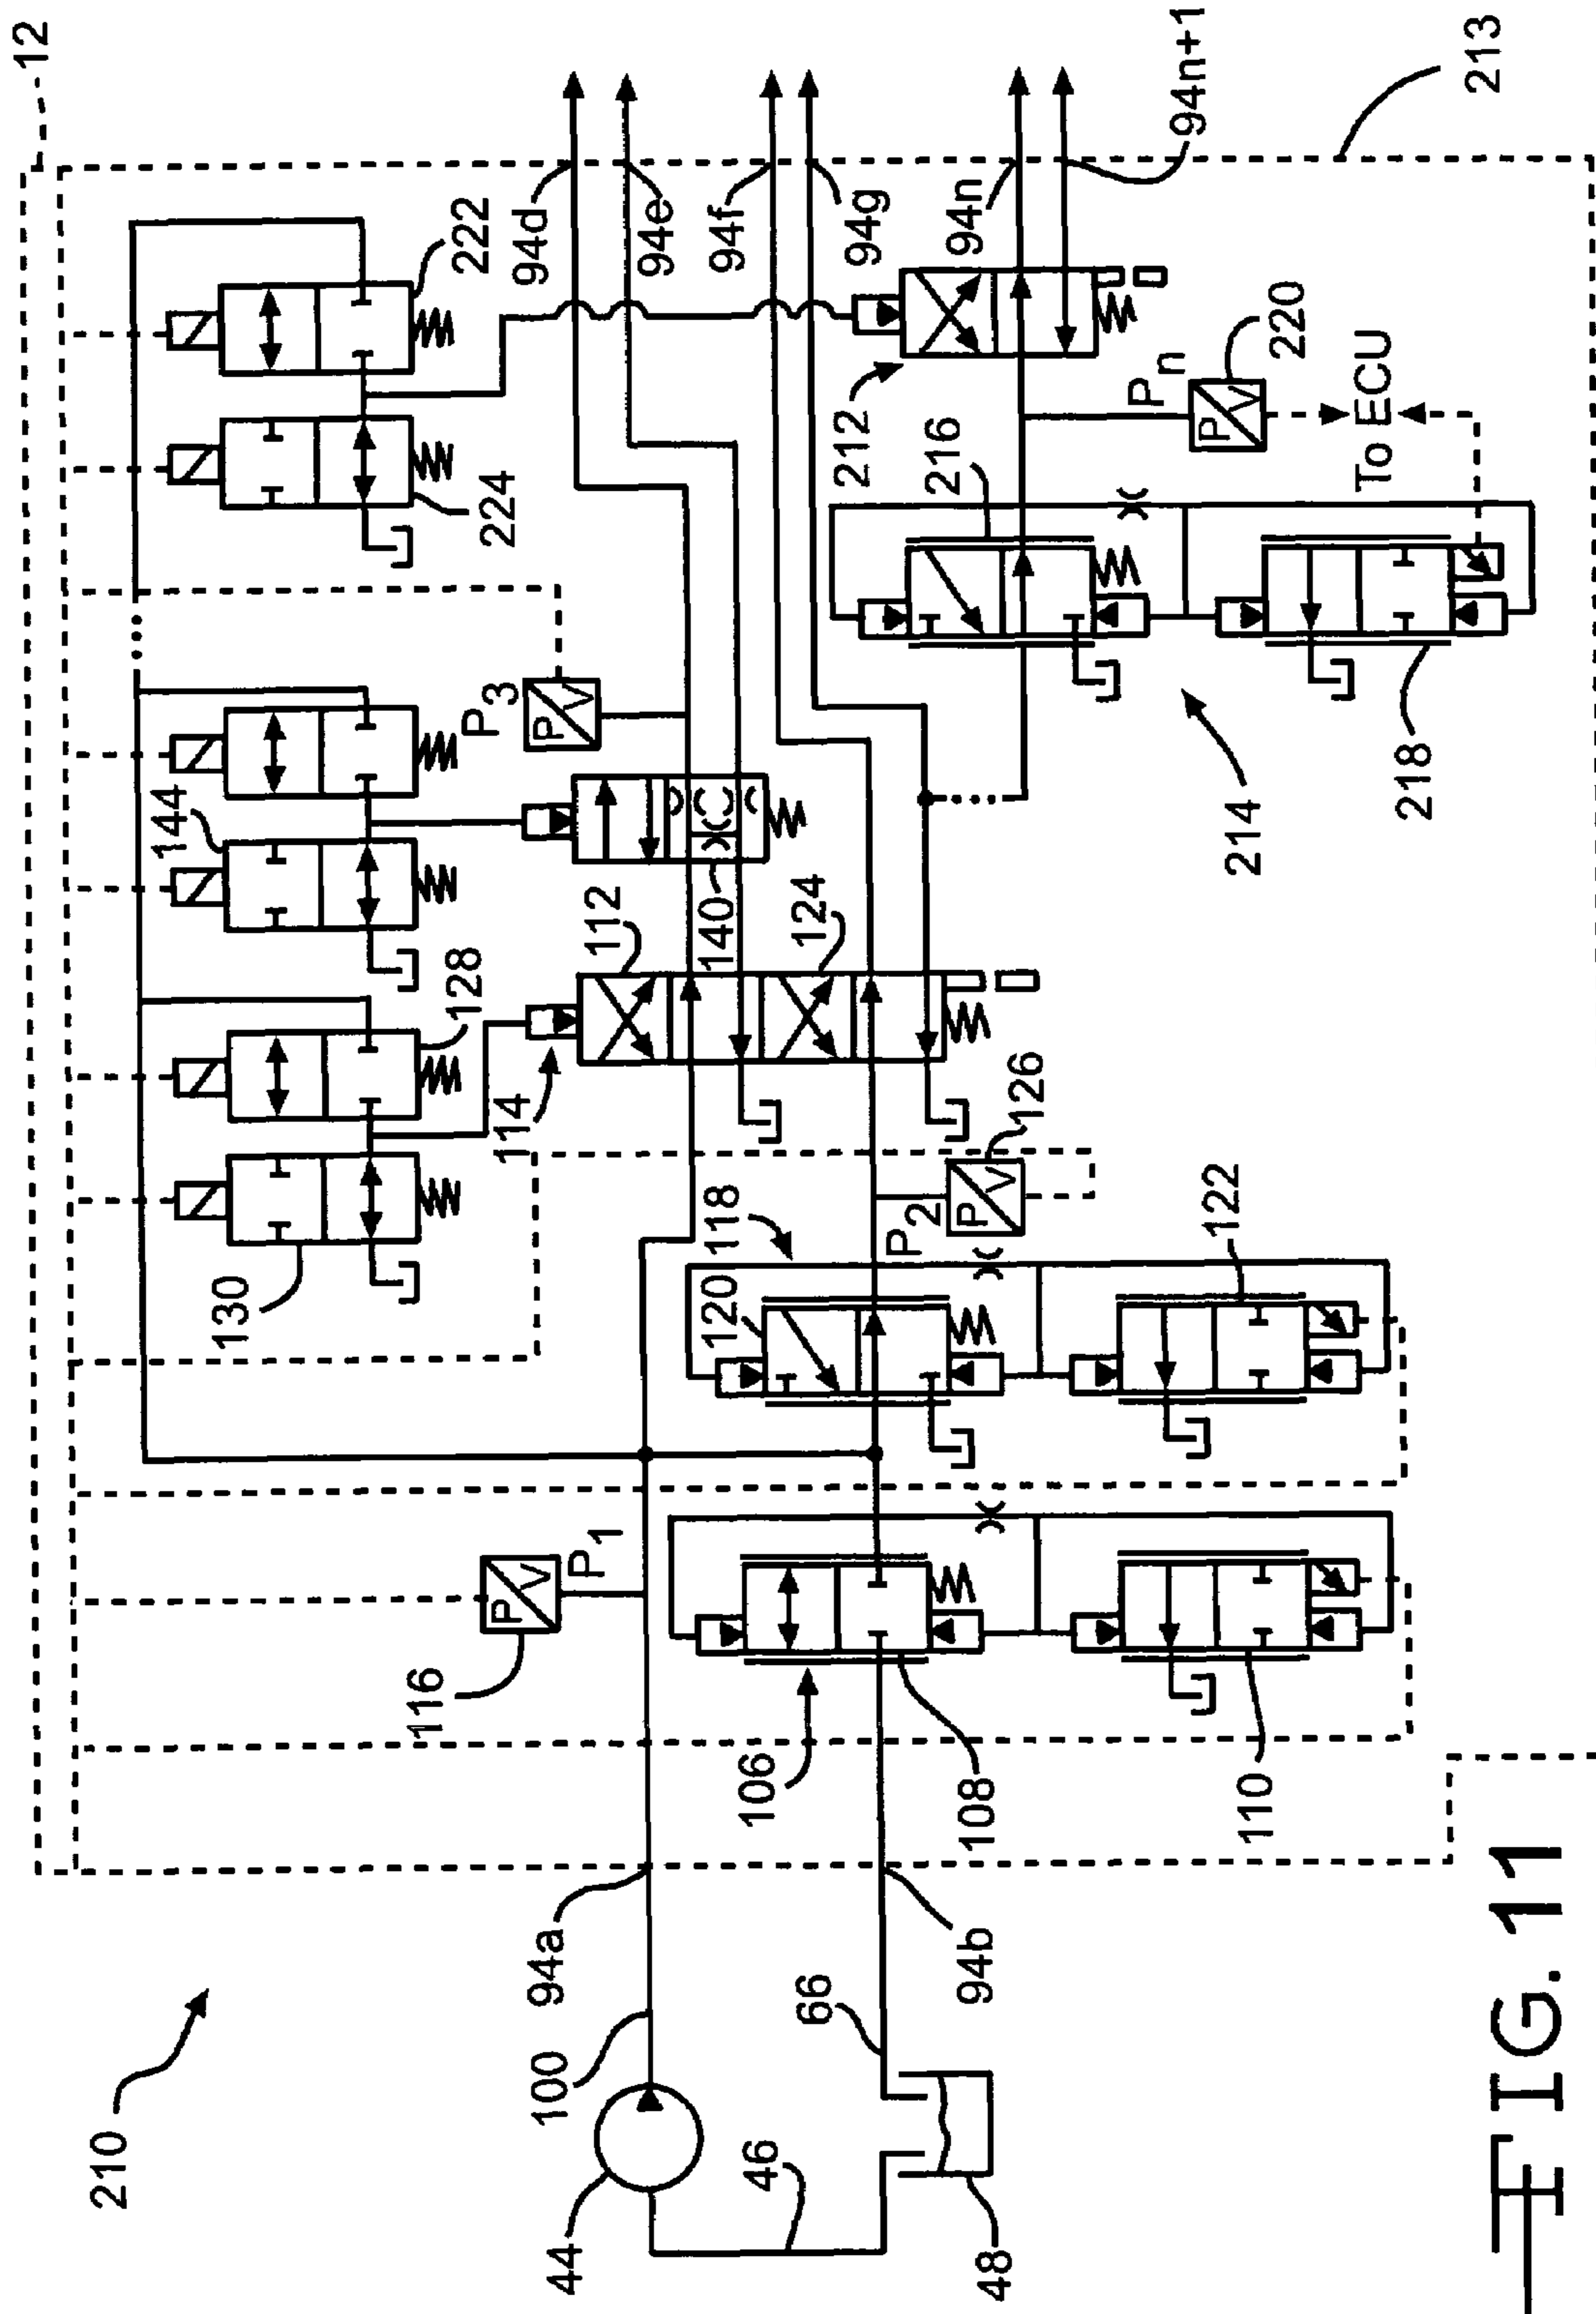 12
213
94n+1
94d
94e
94f
94g
94n
222
224
212
Pn
220
P
V
To ECU
216
218
214
P3
P
V
144
140
112
124
128
114
126
P
V
P2
118
120
122
130
116
P
V
P1
106
108
110
94a
94b
100
66
210
44
46
48
FIG. 11